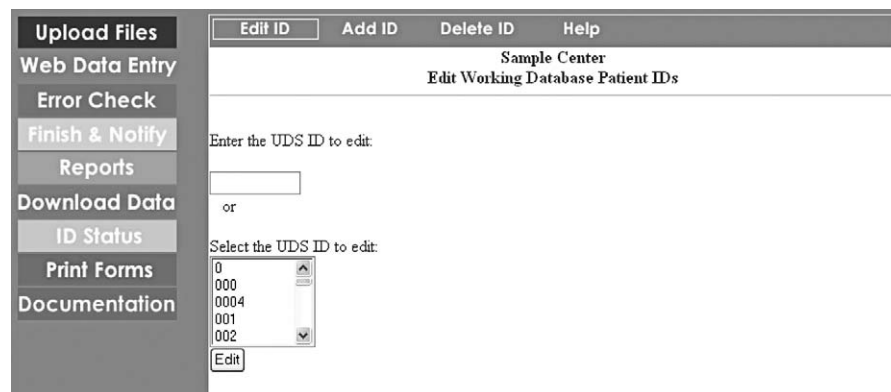 Upload Files
Web Data Entry
Error Check
Finish & Notify
Reports
Download Data
ID Status
Print Forms
Documentation
Edit ID Add ID Delete ID Help
Sample Center
Edit Working Database Patient IDs
Enter the UDS ID to edit:
or
Select the UDS ID to edit:
0
000
0004
001
002
Edit